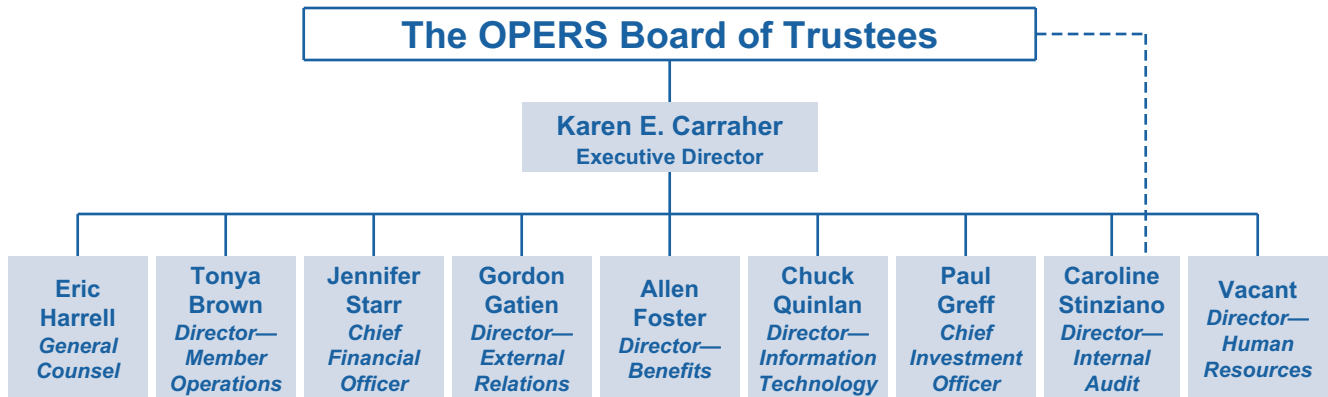 The OPERS Board of Trustees
Karen E. Carraher
Executive Director
Eric
Harrell
General
Counsel
Tonya
Brown
Director—
Member
Operations
Jennifer
Starr
Chief
Financial
Officer
Gordon
Gatien
Director—
External
Relations
Allen
Foster
Director—
Benefits
Chuck
Quinlan
Director—
Information
Technology
Paul
Greff
Chief
Investment
Officer
Caroline
Stinziano
Director—
Internal
Audit
Vacant
Director—
Human
Resources